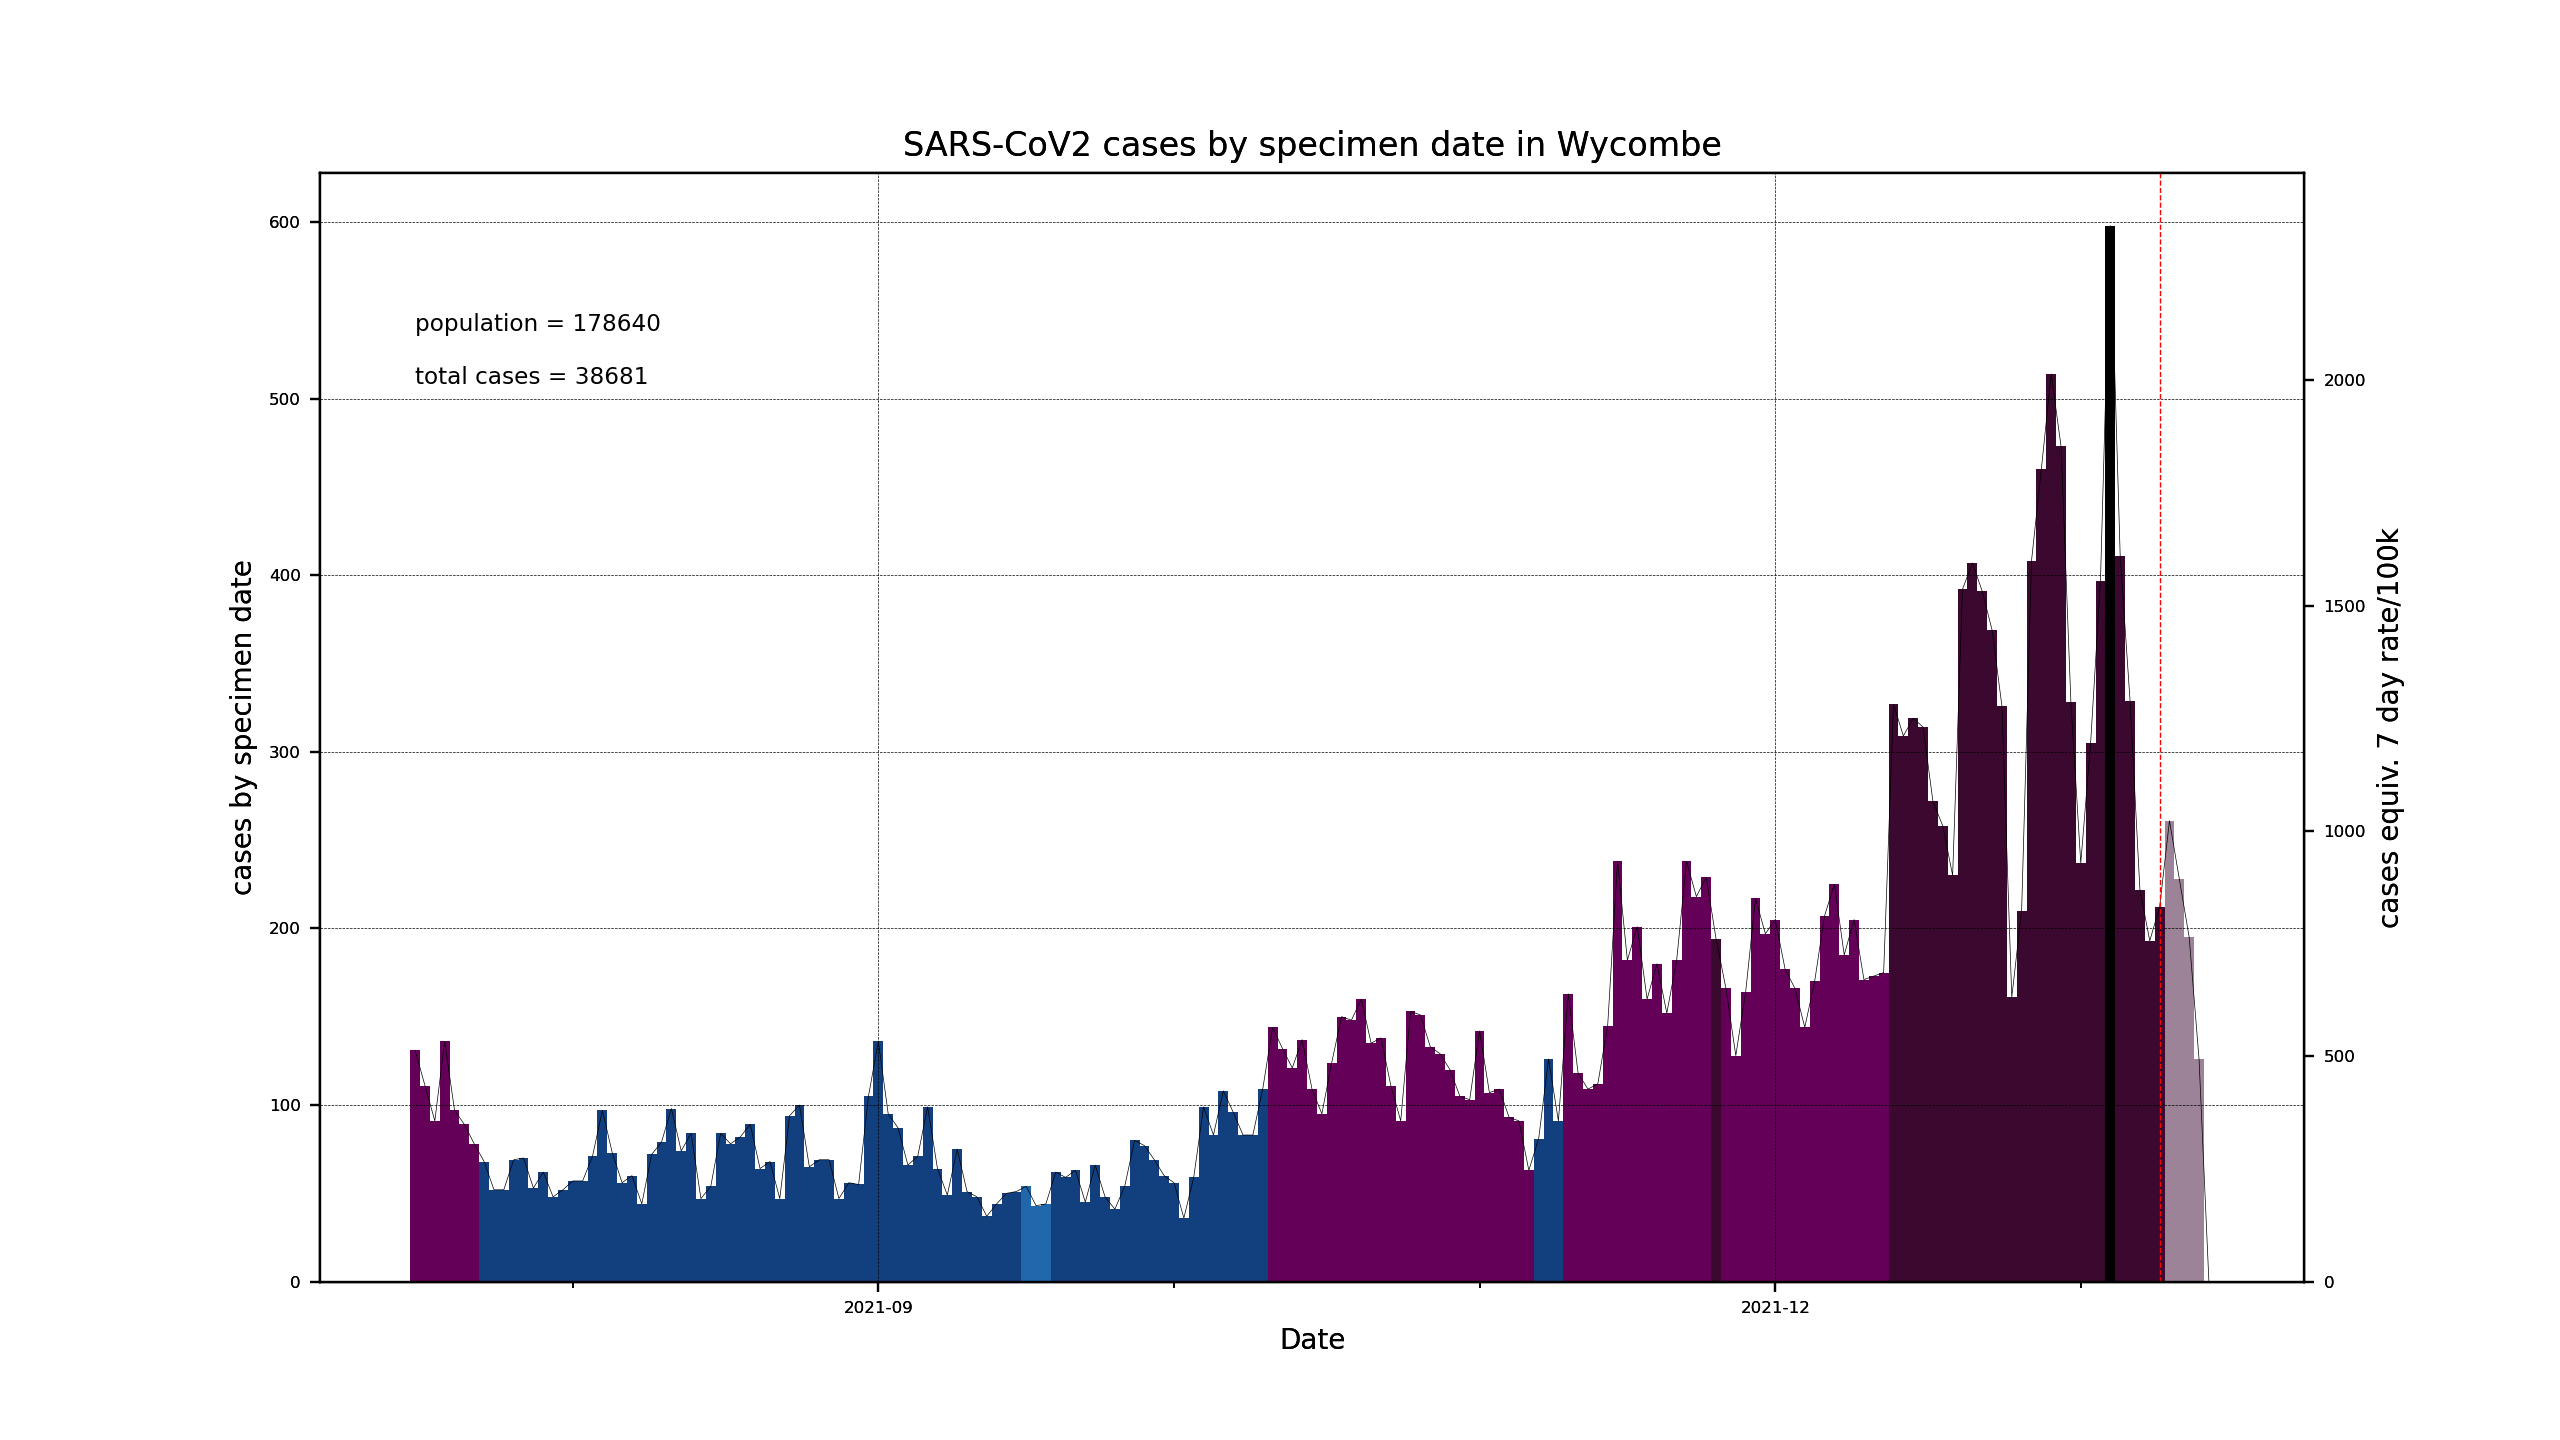 SARS-CoV2 cases by specimen date in Wycombe
population = 178640
total cases = 38681
cases by specimen date
600
500
400
300
200
100
0
2000
1500
1000
500
0
cases equiv. 7 day rate/100k
2021-09
2021-12
Date